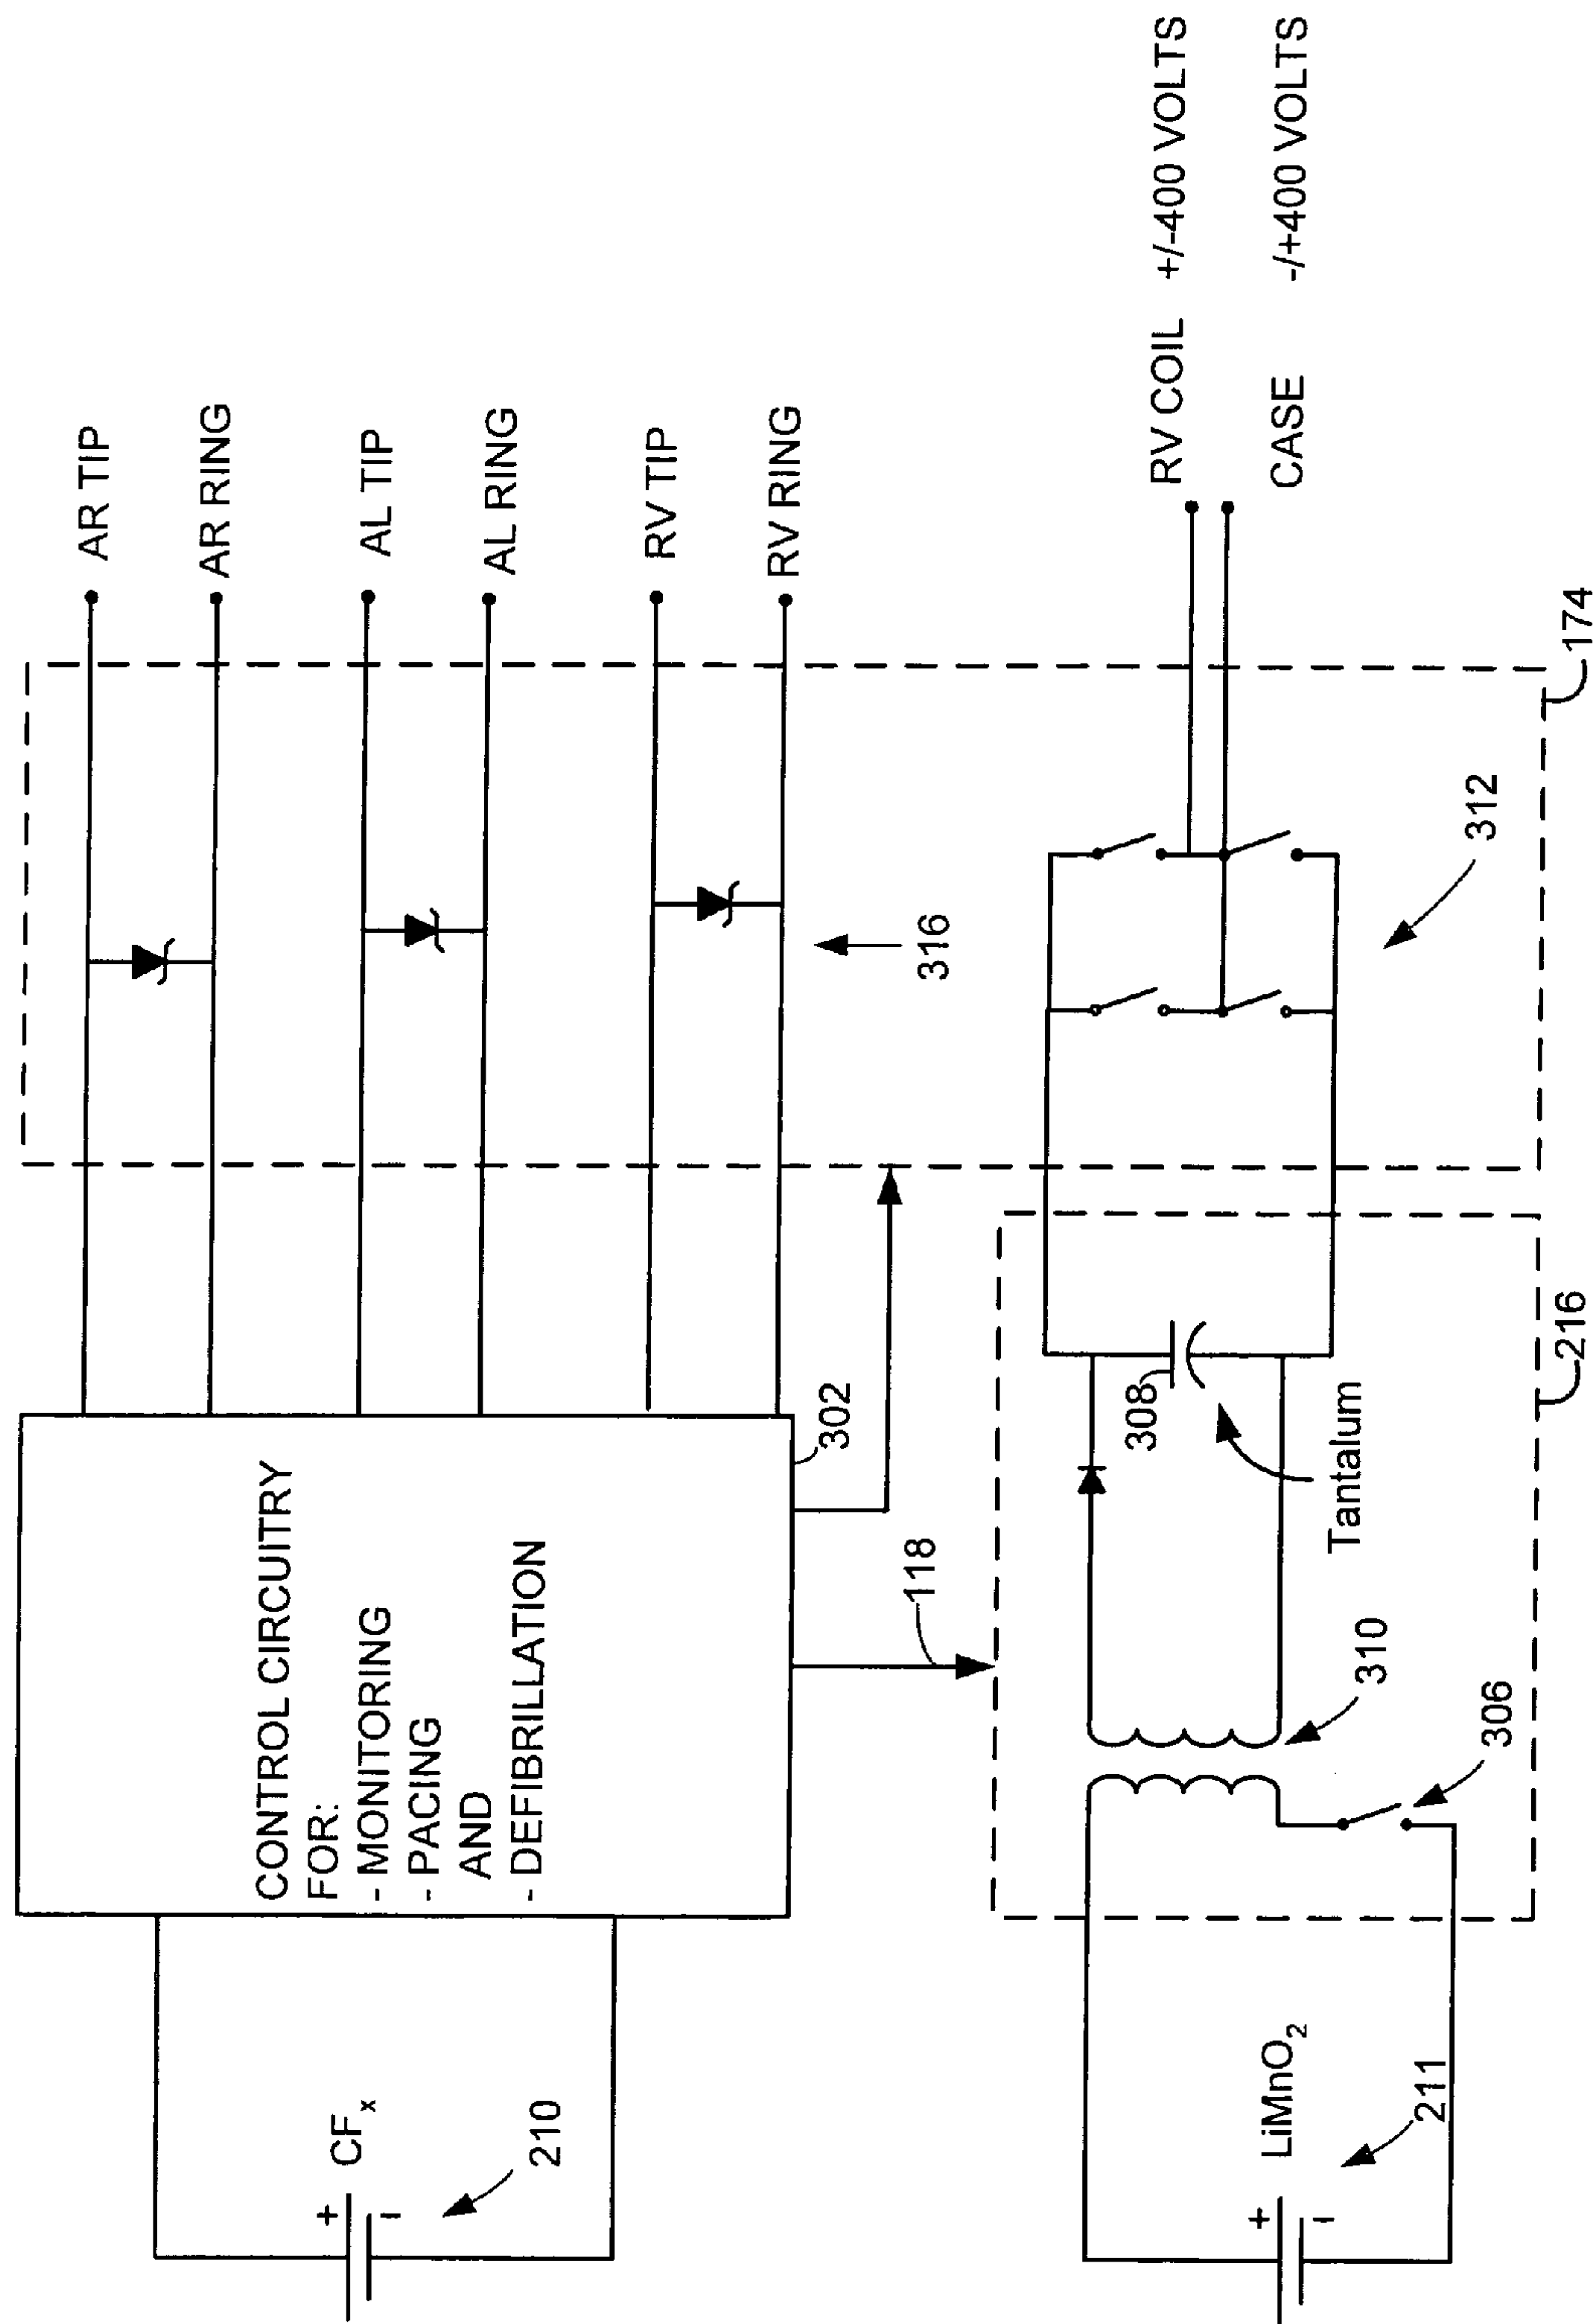 CONTROL CIRCUITRY
FOR:
- MONITORING
- PACING
AND
- DEFIBRILLATION
302
118
+
CFₓ
−
210
AR TIP
AR RING
AL TIP
AL RING
RV TIP
RV RING
316
+
LiMnO₂
−
211
306
310
308
Tantalum
216
312
174
RV COIL +/-400 VOLTS
CASE -/+400 VOLTS